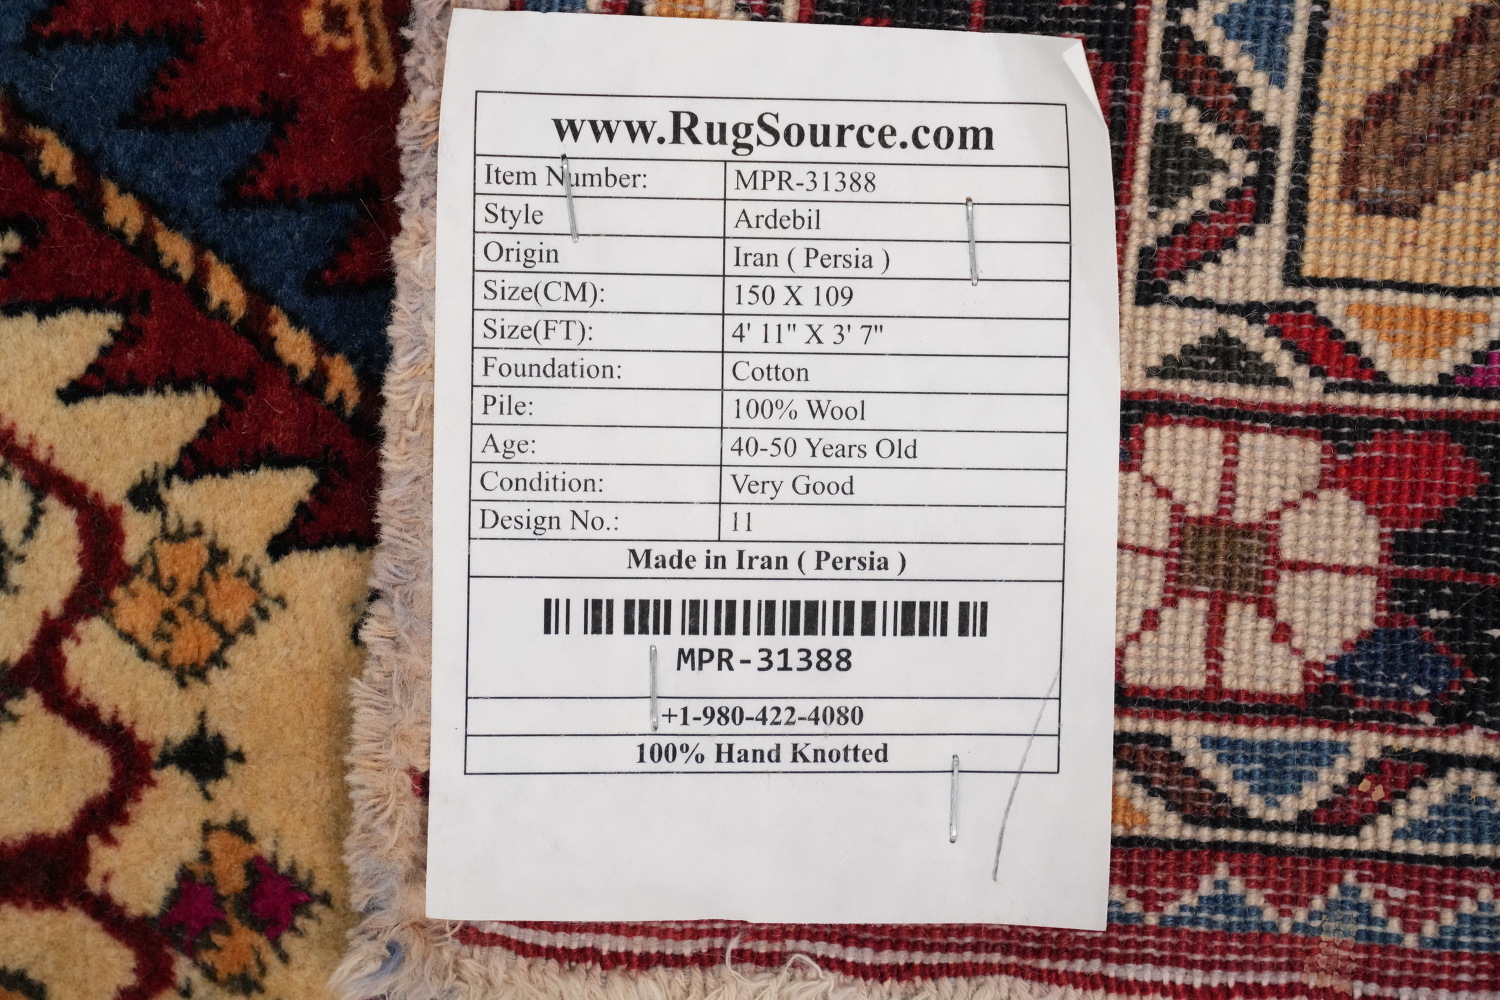 www.RugSource.com
Item Number: MPR-31388
Style Ardebil
Origin Iran ( Persia )
Size(CM): 150 X 109
Size(FT): 4' 11" X 3' 7"
Foundation: Cotton
Pile: 100% Wool
Age: 40-50 Years Old
Condition: Very Good
Design No.: 11
Made in Iran ( Persia )
MPR-31388
+1-980-422-4080
100% Hand Knotted